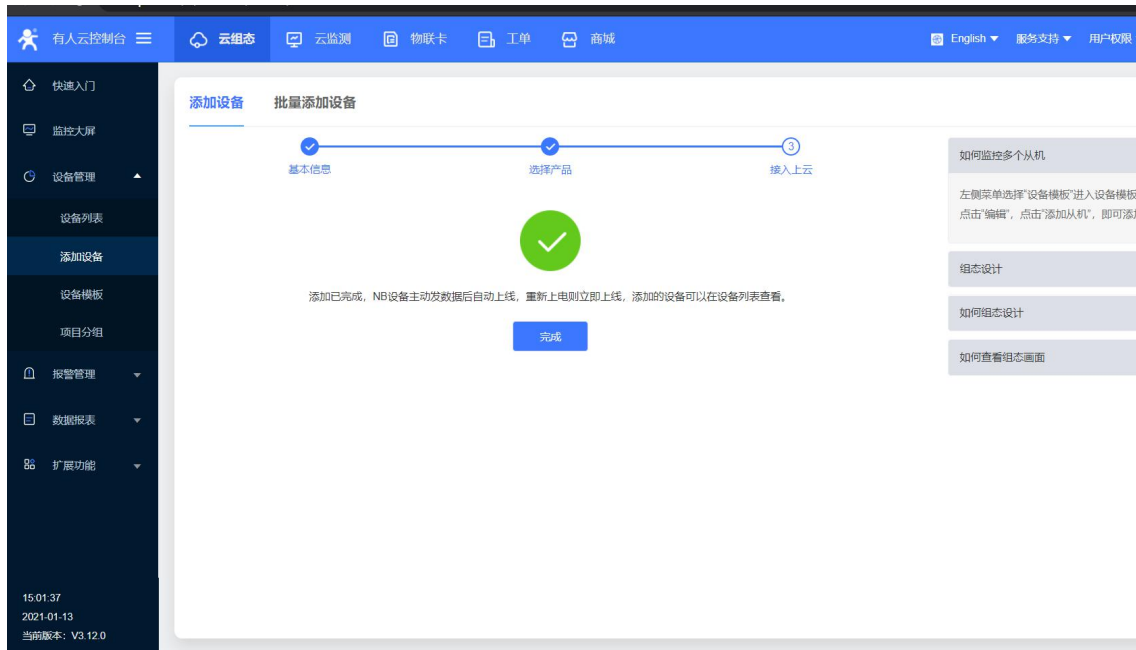 有人云控制台
云组态
云监测
物联卡
工单
商城
English
服务支持
用户权限
快速入门
监控大屏
设备管理
设备列表
添加设备
设备模板
项目分组
报警管理
数据报表
扩展功能
15:01:37
2021-01-13
当前版本：V3.12.0
添加设备
批量添加设备
基本信息
选择产品
3
接入上云
添加已完成，NB设备主动发数据后自动上线，重新上电则立即上线，添加的设备可以在设备列表查看。
完成
如何监控多个从机
左侧菜单选择"设备模板"进入设备模板
点击"编辑"，点击"添加从机"，即可添加
组态设计
如何组态设计
如何查看组态画面